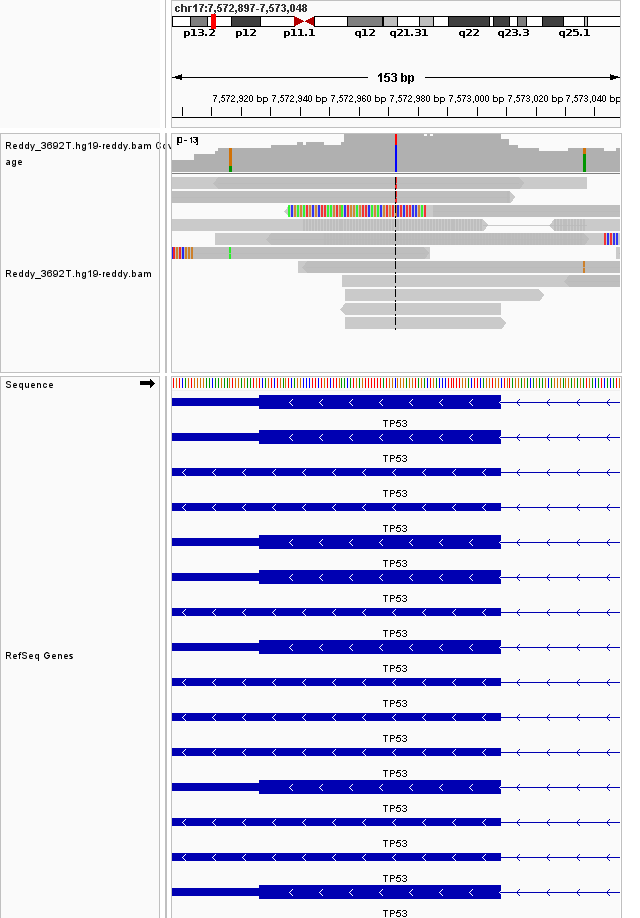 chr17:7,572,897-7,573,048
p13.2 p12 p11.1 q12 q21.31 q22 q23.3 q25.1
153 bp
7,572,920 bp 7,572,940 bp 7,572,960 bp 7,572,980 bp 7,573,000 bp 7,573,020 bp 7,573,040 bp
Reddy_3692T.hg19-reddy.bam Cov
age
[0 - 13]
Reddy_3692T.hg19-reddy.bam
Sequence
TP53
TP53
TP53
TP53
TP53
TP53
TP53
RefSeq Genes
TP53
TP53
TP53
TP53
TP53
TP53
TP53
TP53